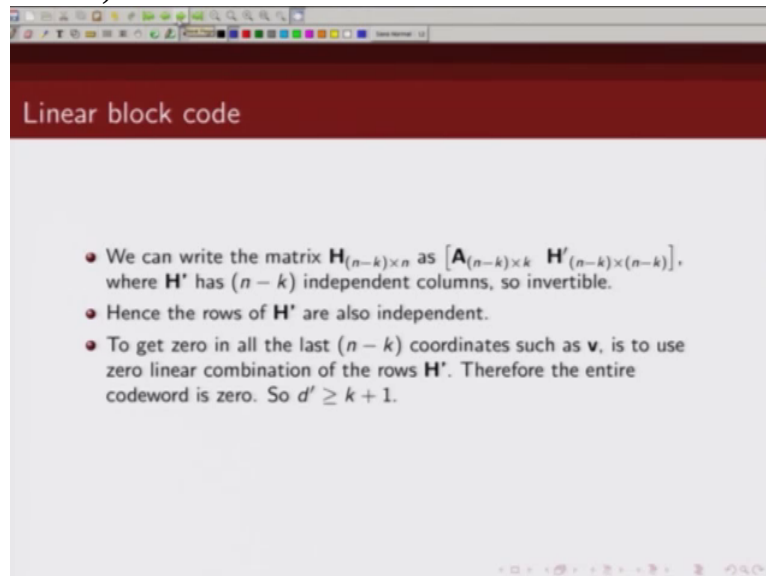 Linear block code
• We can write the matrix H(n−k)×n as [A(n−k)×k H'(n−k)×(n−k)],
where H' has (n − k) independent columns, so invertible.
• Hence the rows of H' are also independent.
• To get zero in all the last (n − k) coordinates such as v, is to use
zero linear combination of the rows H'. Therefore the entire
codeword is zero. So d′ ≥ k + 1.